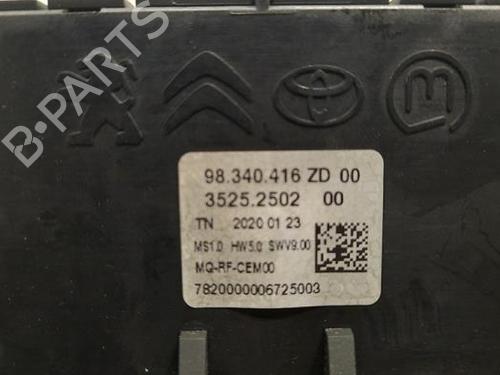 B-PARTS
98.340.416 ZD 00
3525.2502 00
TN 2020 01 23
MS1.0 HW5.0 SWV9.00
MQ-RF-CEM00
7820000006725003